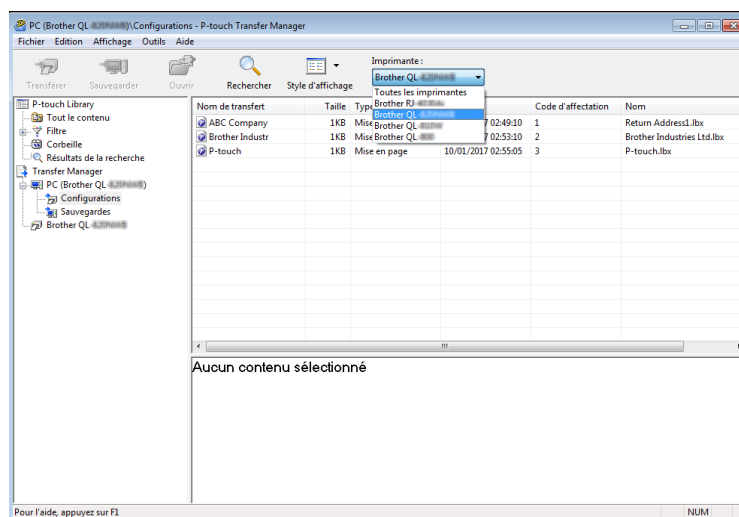 PC (Brother QL-)\Configurations - P-touch Transfer Manager
Fichier Edition Affichage Outils Aide
Transférer Sauvegarder Ouvrir Rechercher Style d'affichage
Imprimante :
Brother QL-
Toutes les imprimantes
Brother RJ-
Brother QL-
Brother QL-
Brother QL-
P-touch Library
Tout le contenu
Filtre
Corbeille
Résultats de la recherche
Transfer Manager
PC (Brother QL-)
Configurations
Sauvegardes
Brother QL-
Nom de transfert Taille Code d'affectation Nom
ABC Company 1KB 02:49:10 1 Return Address1.lbx
Brother Industr 1KB 02:53:10 2 Brother Industries Ltd.lbx
P-touch 1KB Mise en page 10/01/2017 02:55:05 3 P-touch.lbx
Aucun contenu sélectionné
Pour l'aide, appuyez sur F1
NUM